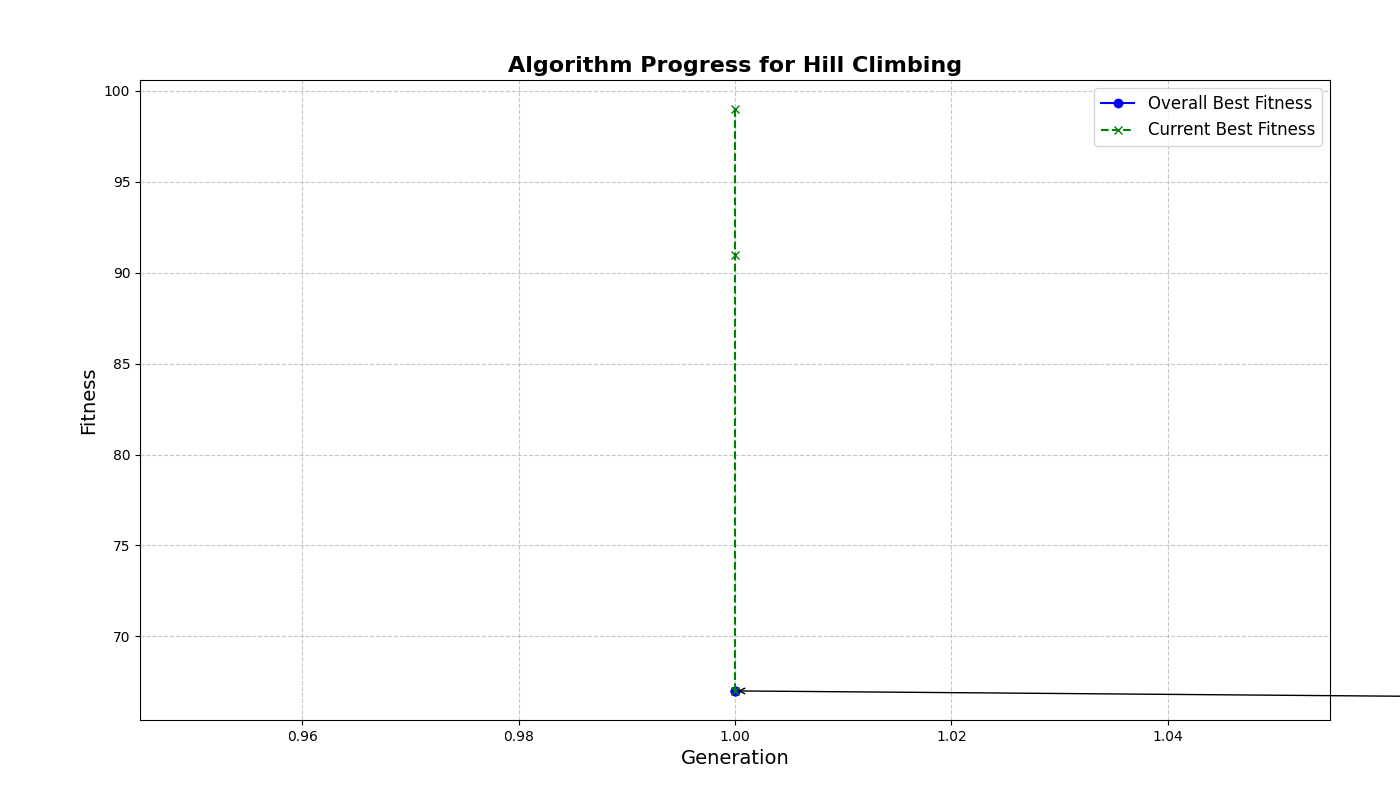 Algorithm Progress for Hill Climbing
Overall Best Fitness
Current Best Fitness
100
95
90
85
80
75
70
Fitness
0.96
0.98
1.00
1.02
1.04
Generation